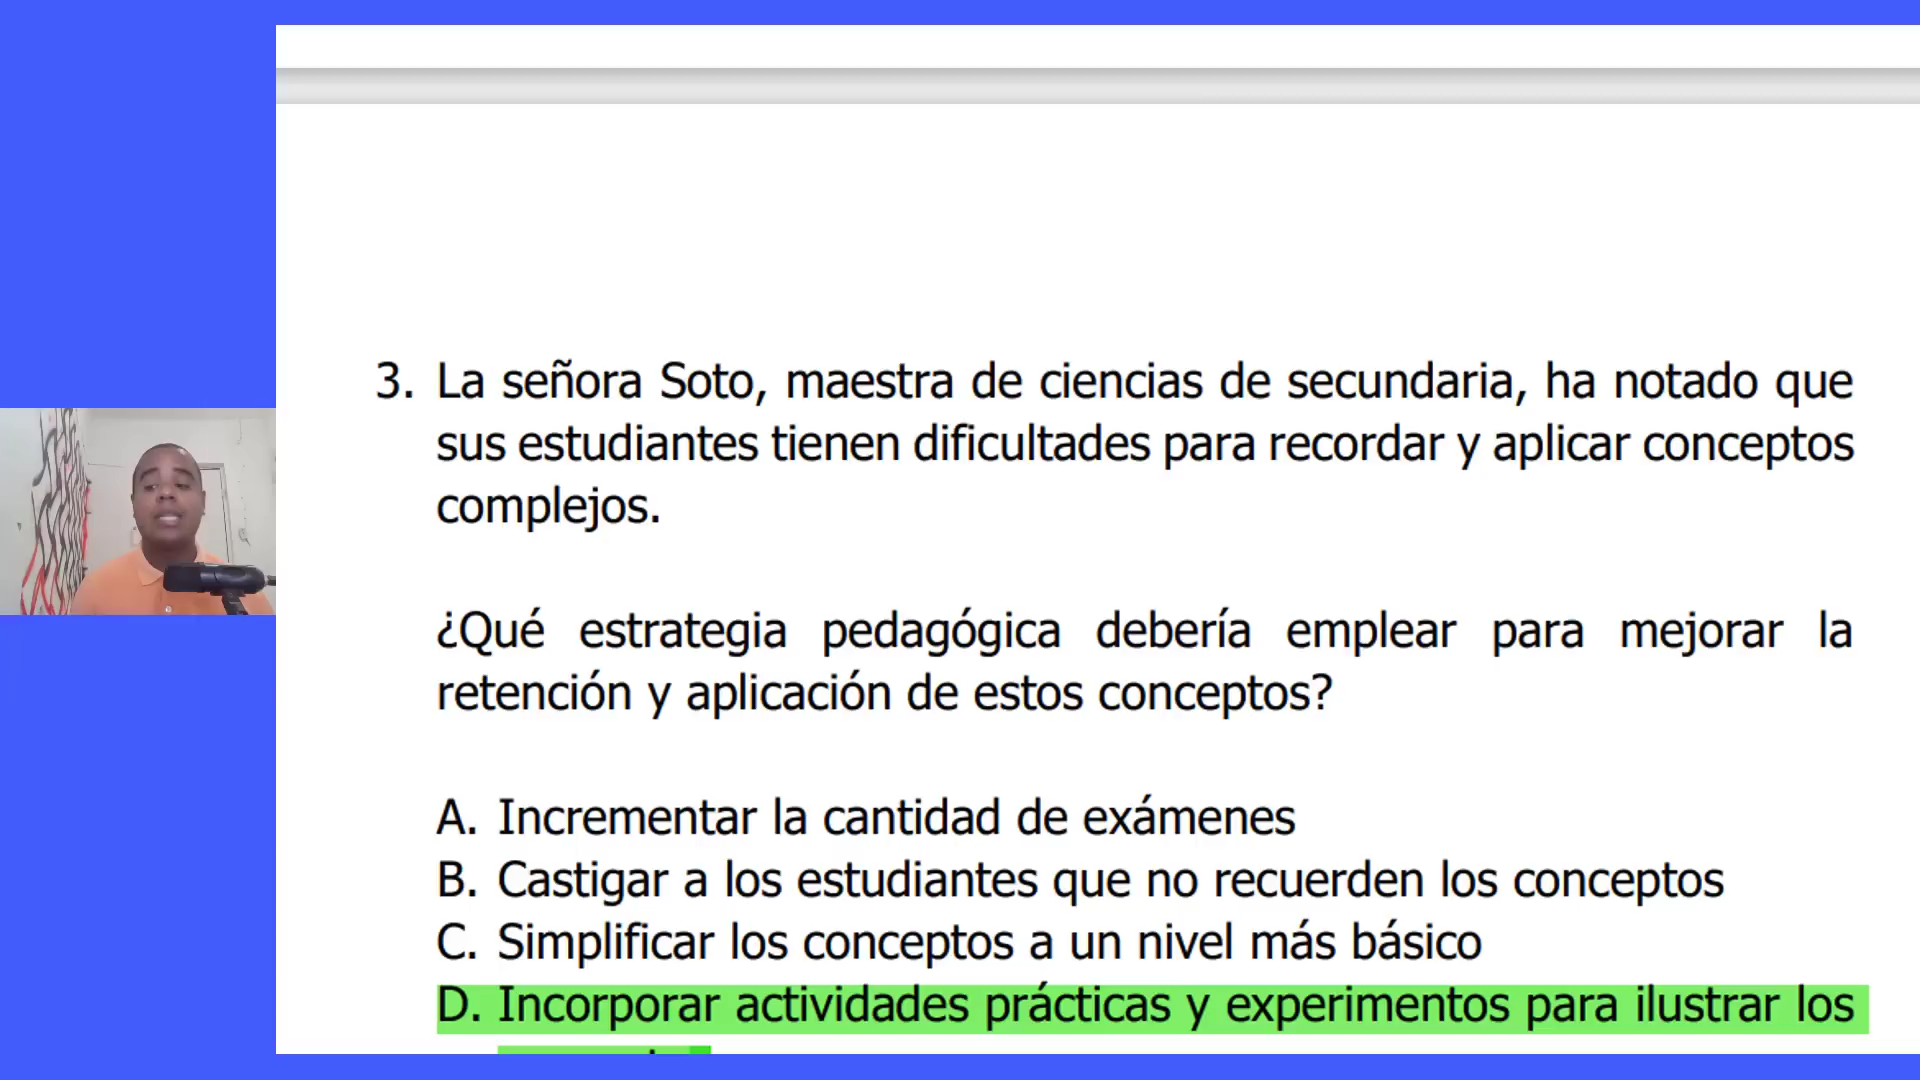 3. La señora Soto, maestra de ciencias de secundaria, ha notado que
sus estudiantes tienen dificultades para recordar y aplicar conceptos
complejos.
¿Qué estrategia pedagógica debería emplear para mejorar la
retención y aplicación de estos conceptos?
A. Incrementar la cantidad de exámenes
B. Castigar a los estudiantes que no recuerden los conceptos
C. Simplificar los conceptos a un nivel más básico
D. Incorporar actividades prácticas y experimentos para ilustrar los